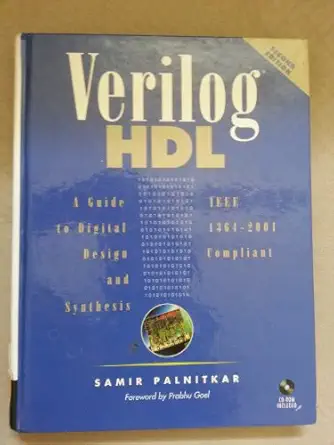 SECOND
EDITION
Verilog
HDL
A Guide
to Digital
Design
and
Synthesis
IEEE
1364-2001
Compliant
SAMIR PALNITKAR
Foreword by Prabhu Goel
CD-ROM
INCLUDED